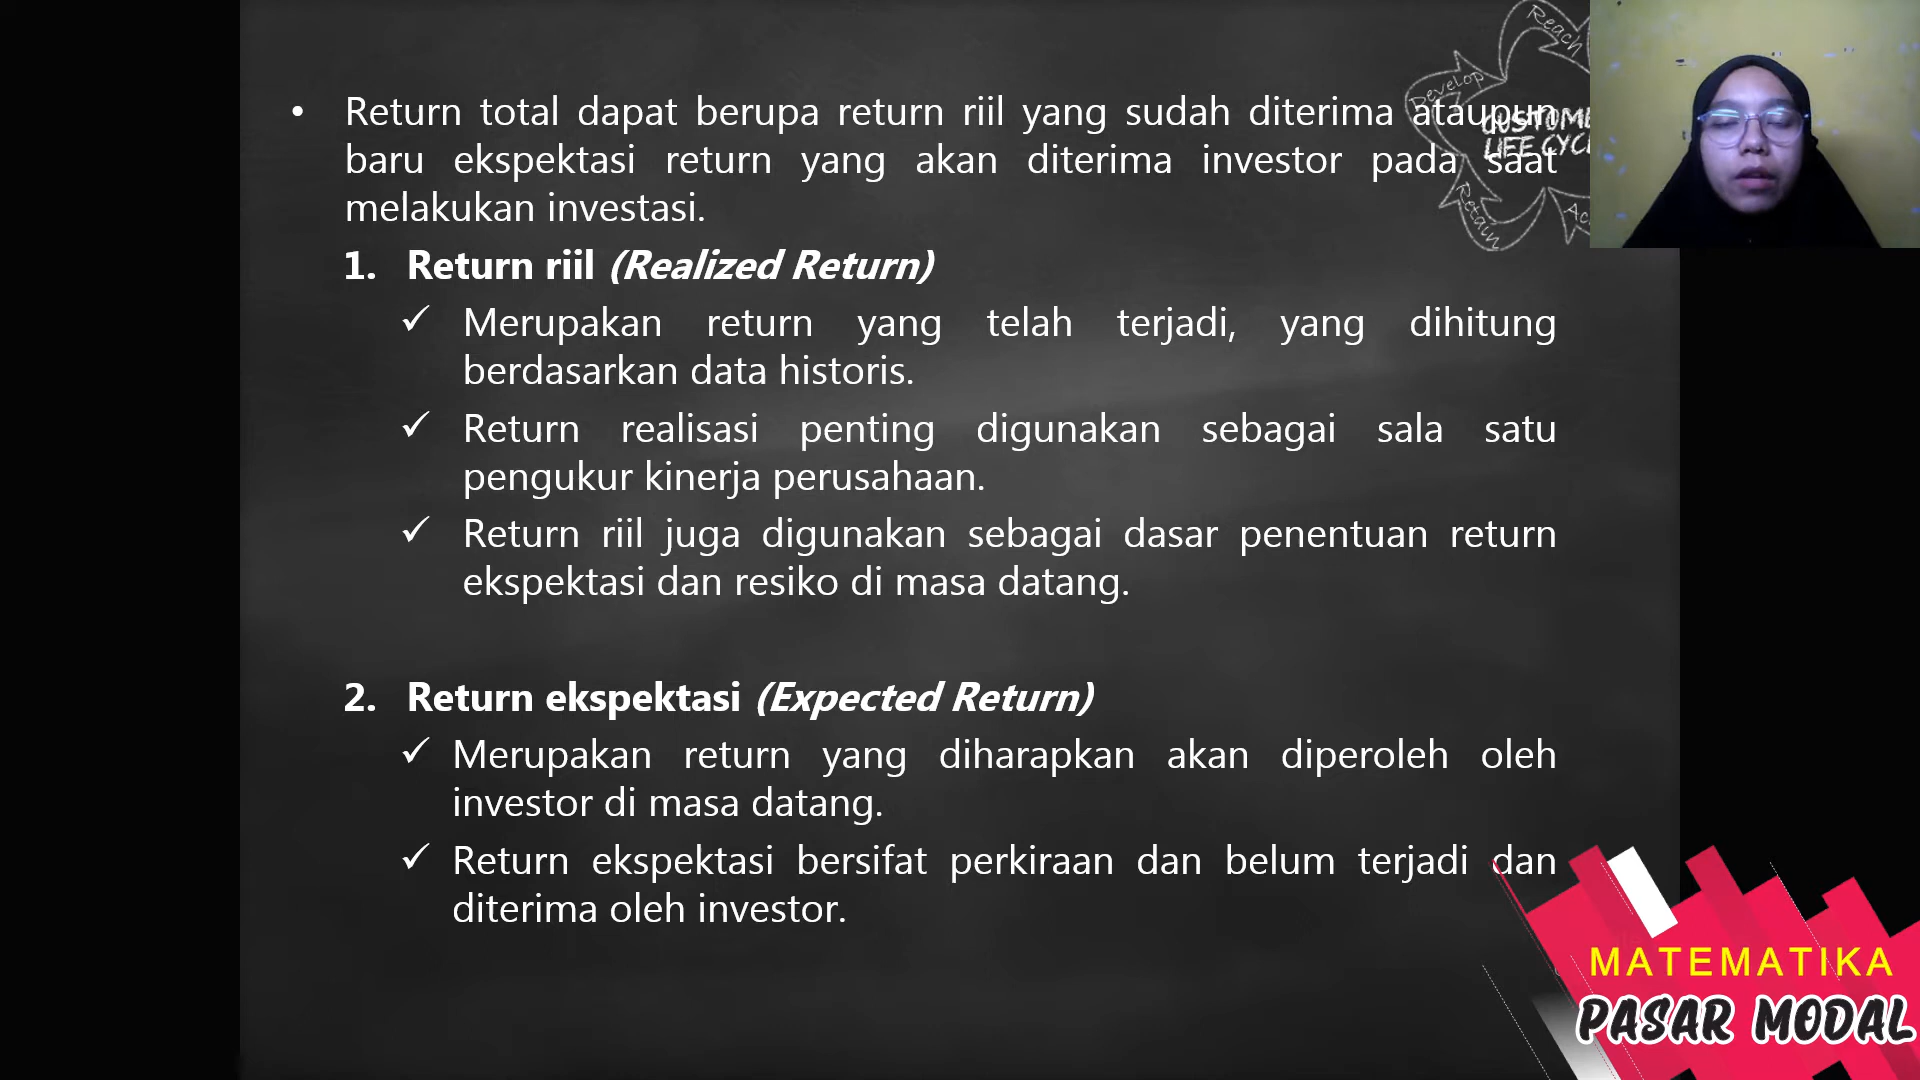 • Return total dapat berupa return riil yang sudah diterima ataupun
baru ekspektasi return yang akan diterima investor pada saat
melakukan investasi.
1. Return riil (Realized Return)
✓ Merupakan return yang telah terjadi, yang dihitung
berdasarkan data historis.
✓ Return realisasi penting digunakan sebagai sala satu
pengukur kinerja perusahaan.
✓ Return riil juga digunakan sebagai dasar penentuan return
ekspektasi dan resiko di masa datang.
2. Return ekspektasi (Expected Return)
✓ Merupakan return yang diharapkan akan diperoleh oleh
investor di masa datang.
✓ Return ekspektasi bersifat perkiraan dan belum terjadi dan
diterima oleh investor.
Reach
Develop
LIFE
Retain
MATEMATIKA
PASAR MODAL